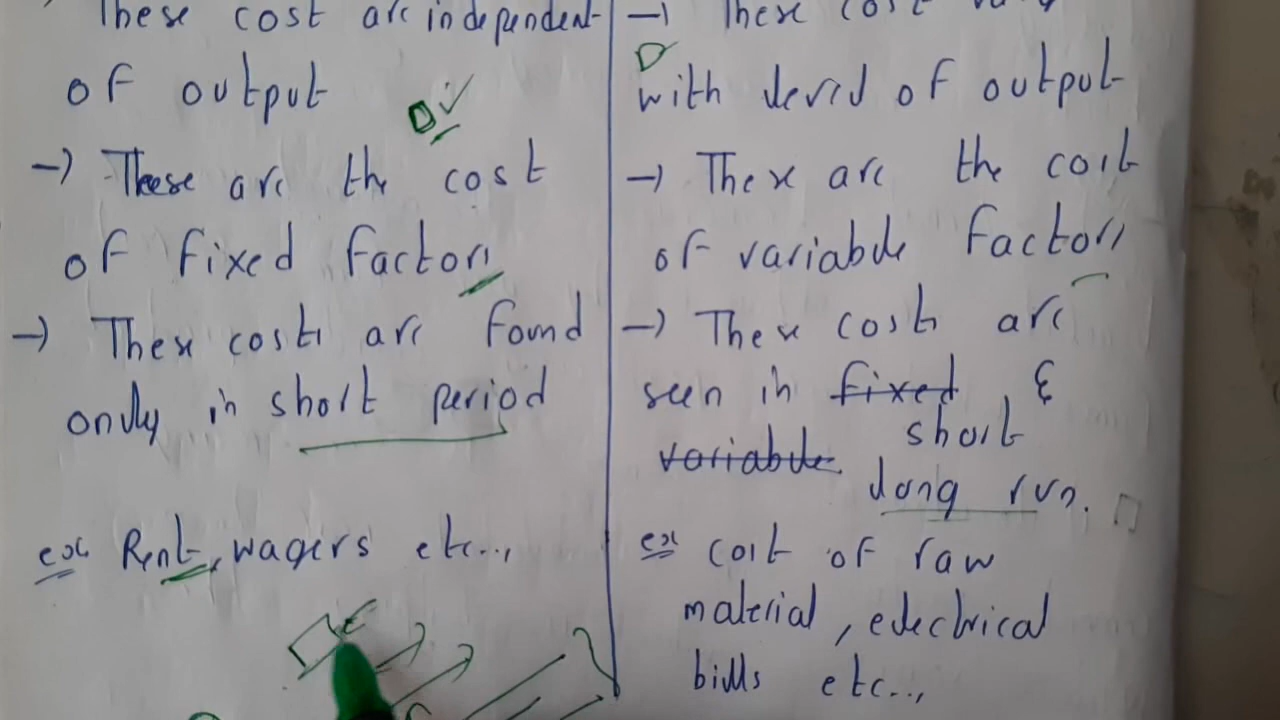 These cost are independent
of output
→ These are the cost
of fixed factors
→ These costs are found
only in short period
ex Rent, wagers etc..,
→ These cost vary
with level of output
→ These are the cost
of variable factors
→ These costs are
seen in fixed, &
variable short
long run.
ex cost of raw
material, electrical
bills etc..,